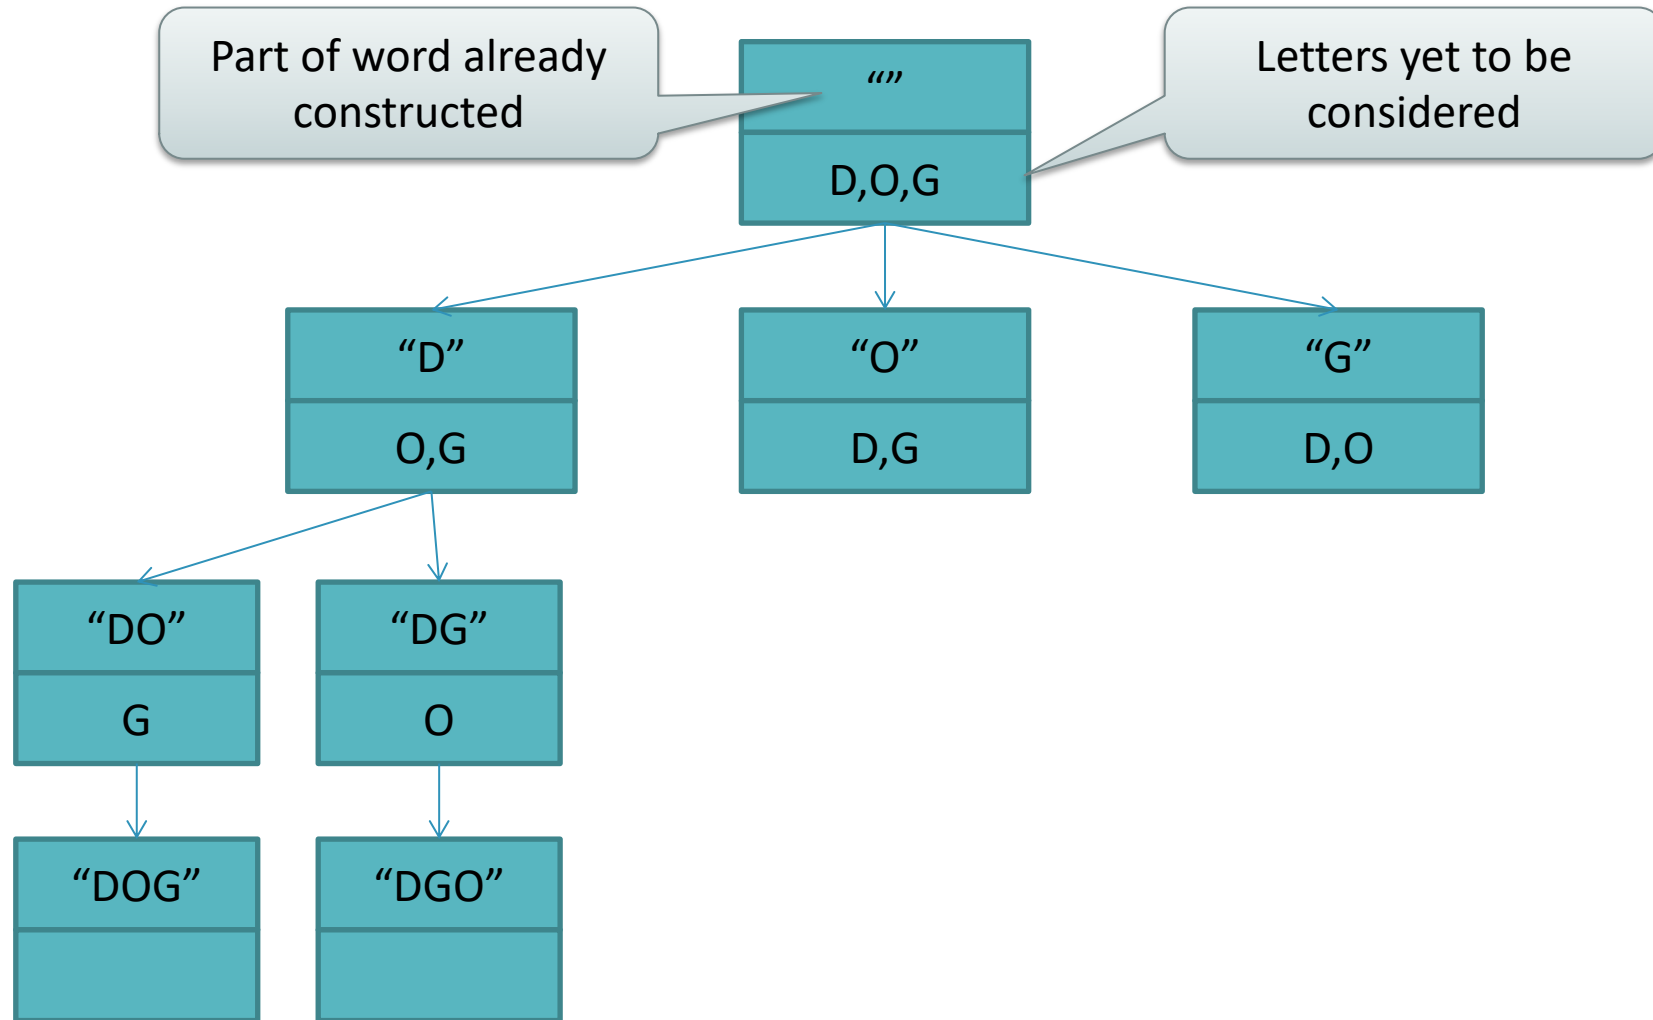 Part of word already
constructed
“”
Letters yet to be
considered
D,O,G
“D”
“O”
“G”
O,G
D,G
D,O
“DO”
“DG”
G
O
“DOG”
“DGO”